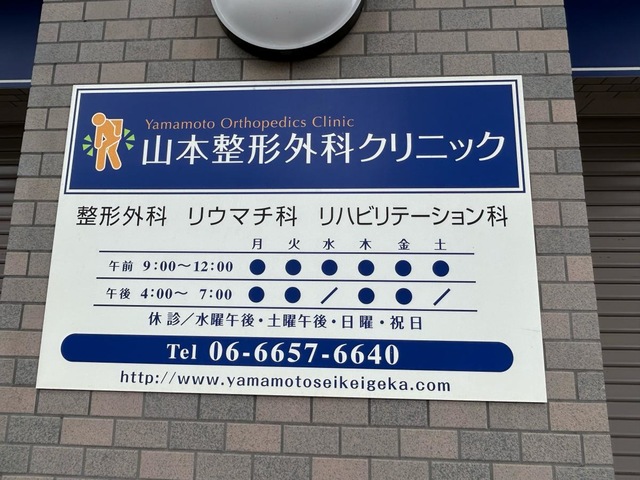 Yamamoto Orthopedics Clinic
山本整形外科クリニック
整形外科 リウマチ科 リハビリテーション科
月 火 水 木 金 土
午前 9:00～12:00 ● ● ● ● ● ●
午後 4:00～ 7:00 ● ● ／ ● ● ／
休診／水曜午後・土曜午後・日曜・祝日
Tel 06-6657-6640
http://www.yamamotoseikeigeka.com